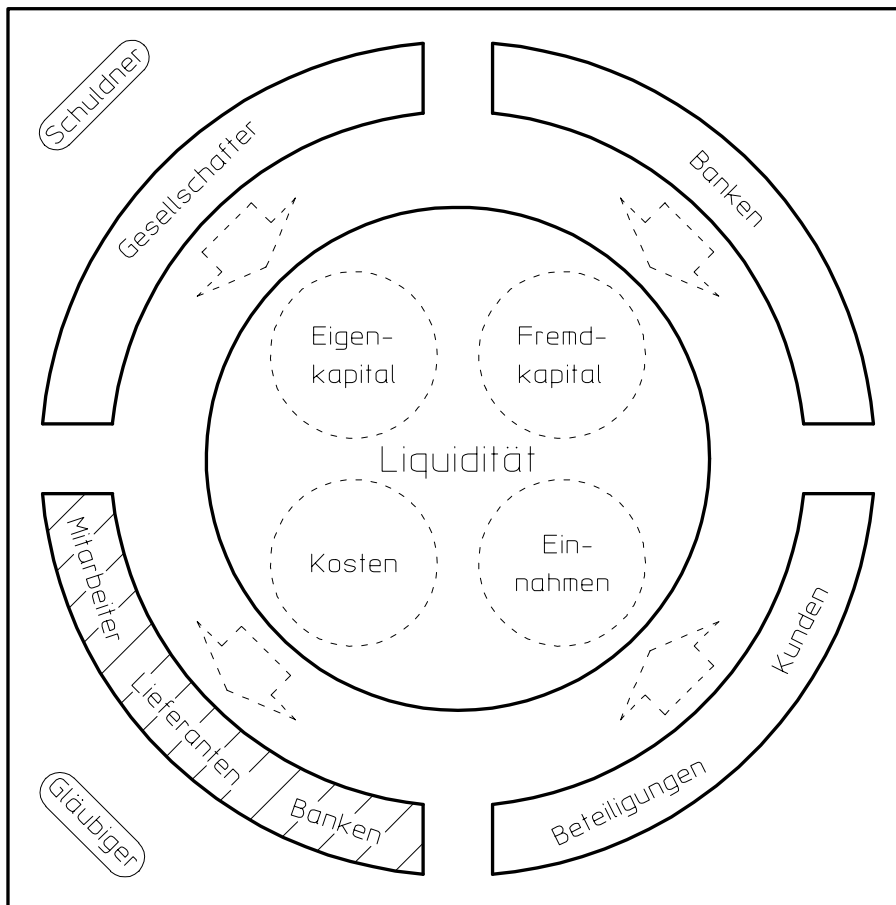 Schuldner
Gesellschafter
Banken
Eigen-
kapital
Fremd-
kapital
Liquidität
Kosten
Ein-
nahmen
Mitarbeiter
Lieferanten
Banken
Kunden
Beteiligungen
Gläubiger